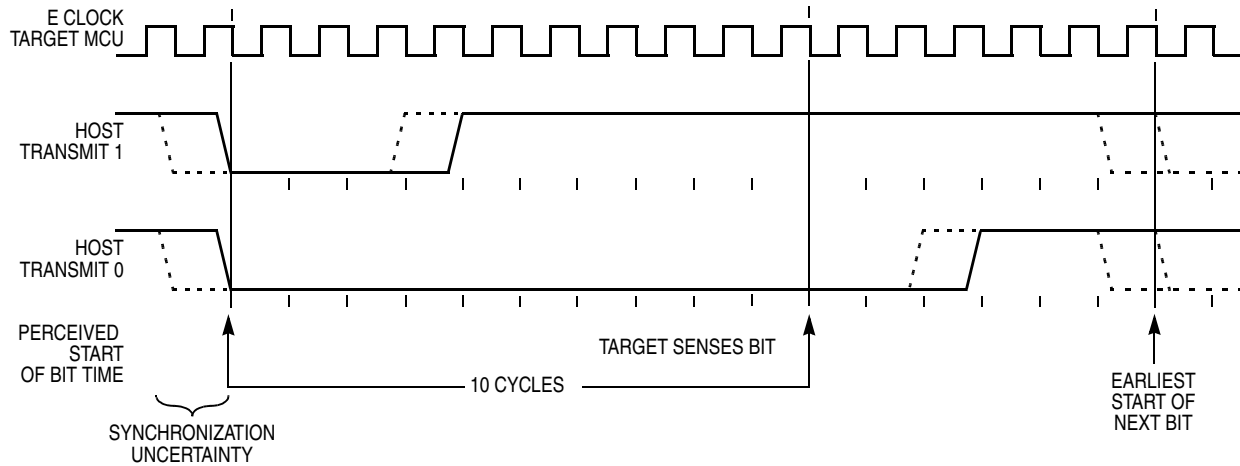 E CLOCK
TARGET MCU
HOST
TRANSMIT 1
HOST
TRANSMIT 0
PERCEIVED
START
OF BIT TIME
TARGET SENSES BIT
10 CYCLES
EARLIEST
START OF
NEXT BIT
SYNCHRONIZATION
UNCERTAINTY